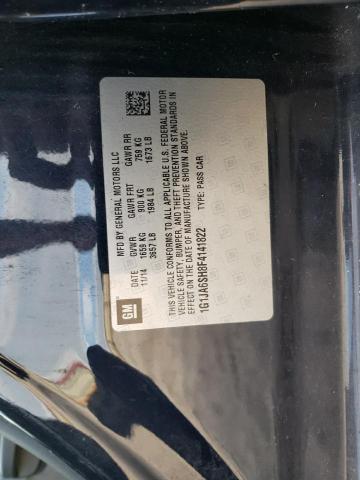 GM
MFD BY GENERAL MOTORS LLC
DATE GVWR GAWR FRT GAWR RR
11/14 1659 KG 900 KG 759 KG
3657 LB 1984 LB 1673 LB
THIS VEHICLE CONFORMS TO ALL APPLICABLE U.S. FEDERAL MOTOR
VEHICLE SAFETY, BUMPER, AND THEFT PREVENTION STANDARDS IN
EFFECT ON THE DATE OF MANUFACTURE SHOWN ABOVE.
1G1JA6SH8F4141822 TYPE: PASS CAR